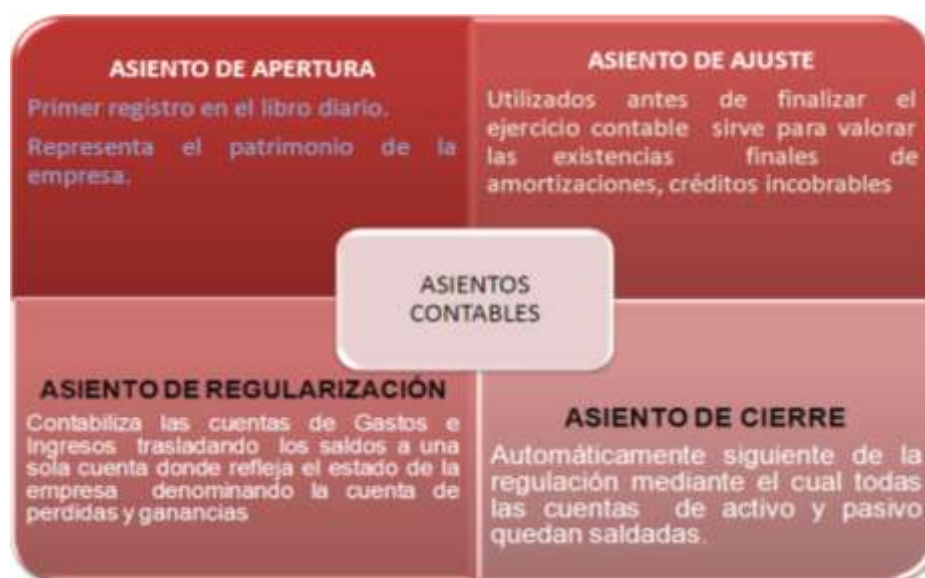 ASIENTO DE APERTURA
Primer registro en el libro diario.
Representa el patrimonio de la
empresa.
ASIENTO DE AJUSTE
Utilizados antes de finalizar el
ejercicio contable sirve para valorar
las existencias finales de
amortizaciones, créditos incobrables
ASIENTOS
CONTABLES
ASIENTO DE REGULARIZACIÓN
Contabiliza las cuentas de Gastos e
Ingresos trasladando los saldos a una
sola cuenta donde refleja el estado de la
empresa denominando la cuenta de
perdidas y ganancias
ASIENTO DE CIERRE
Automáticamente siguiente de la
regulación mediante el cual todas
las cuentas de activo y pasivo
quedan saldadas.